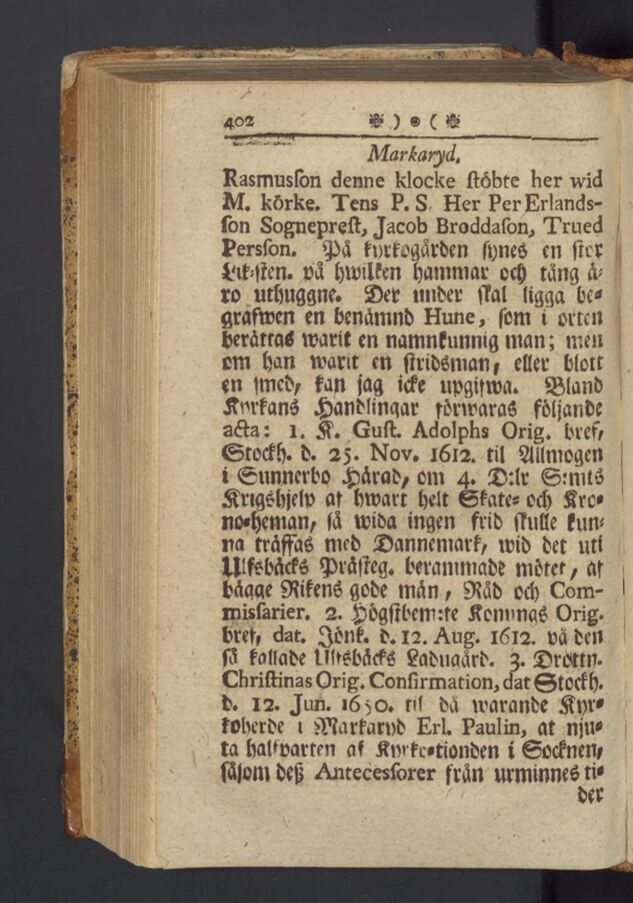 402 ❉ ) ☻ ( ❉
Markaryd.
Rasmusson denne klocke stöbte her wid
M. körke. Tens P. S. Her Per Erlands-
son Sogneprest, Jacob Broddason, Trued
Persson. På kyrkogården synes en stor
Lik-sten, på hwilken hammar och tång ä-
ro uthuggne. Der under skal ligga be-
grafwen en benämnd Hune, som i orten
berättas warit en namnkunnig man; men
om han warit en stridsman, eller blott
en smed, kan jag icke upgifwa. Bland
Kyrkans Handlingar förwaras följande
acta: 1. K. Gust. Adolphs Orig. bref,
Stockh. d. 25. Nov. 1612. til Allmogen
i Sunnerbo Härad, om 4. D:lr S:mts
Krigshjelp af hwart helt Skate- och Kro-
no-heman, så wida ingen frid skulle kun-
na träffas med Dannemark, wid det uti
Ulfsbäcks Prästeg. berammade mötet, af
bägge Rikens gode män, Råd och Com-
missarier. 2. Högstbem:te Konungs Orig.
bref, dat. Jönk. d. 12. Aug. 1612. på den
så kallade Ulfsbäcks Ladugård. 3. Drottn.
Christinas Orig. Confirmation, dat Stockh.
d. 12. Jun. 1650. til då warande Kyr-
koherde i Markaryd Erl. Paulin, at nju-
ta halfparten af Kyrke-tionden i Socknen,
såsom deß Antecessorer från urminnes ti-
der